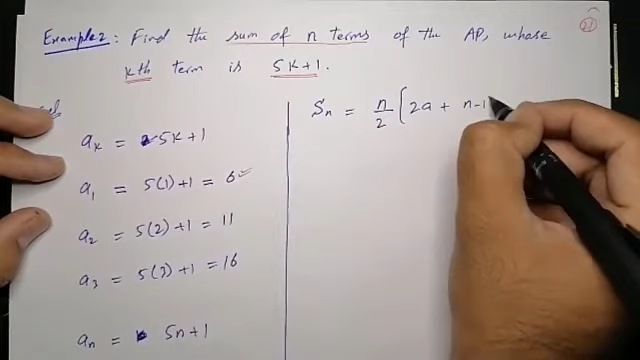 Example 2: Find the sum of n terms of the AP, whose
kth term is 5k+1.
aₖ = 5k+1
a₁ = 5(1)+1 = 6
a₂ = 5(2)+1 = 11
a₃ = 5(3)+1 = 16
aₙ = 5n+1
Sₙ = n/2 [2a + n-1